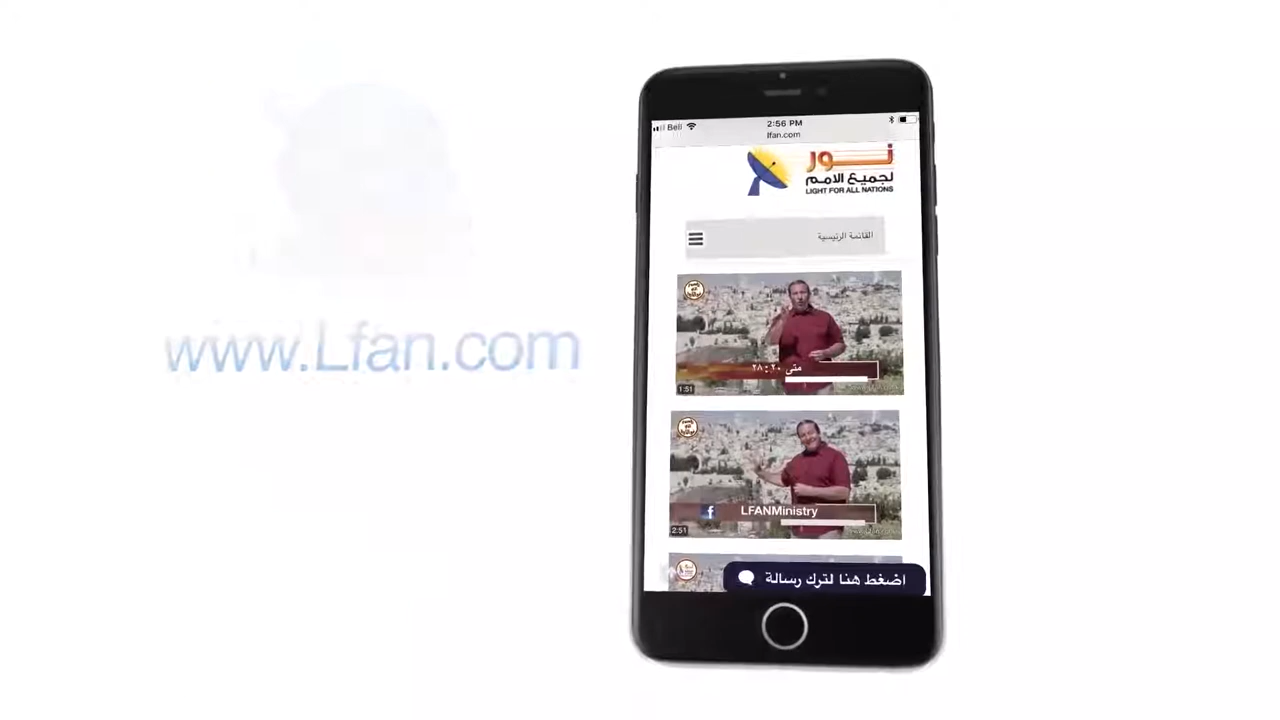 www.Lfan.com
Beli
2:56 PM
lfan.com
نور
لجميع الامم
LIGHT FOR ALL NATIONS
القائمة الرئيسية
متى ٢٨:٢٠
1:51
LFANMinistry
2:51
اضغط هنا لترك رسالة